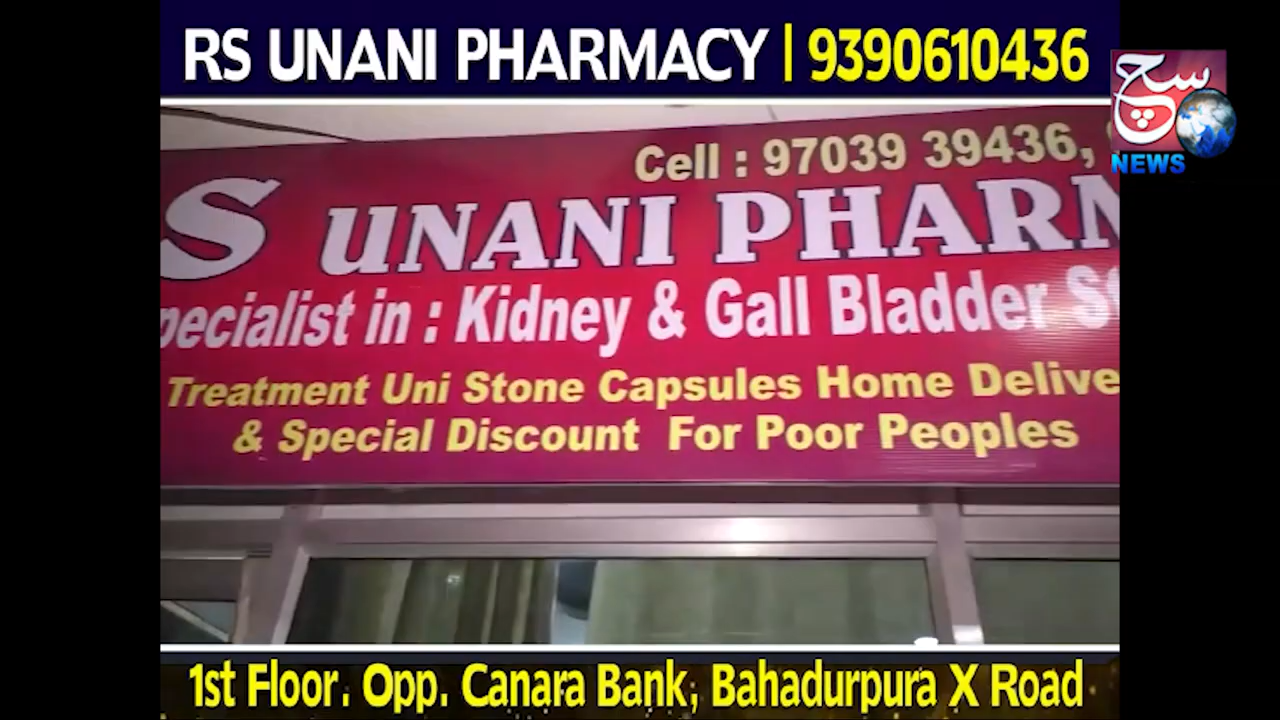 RS UNANI PHARMACY | 9390610436
سچ
NEWS
Cell : 97039 39436,
S UNANI PHARM
pecialist in : Kidney & Gall Bladder S
Treatment Uni Stone Capsules Home Delive
& Special Discount For Poor Peoples
1st Floor. Opp. Canara Bank, Bahadurpura X Road